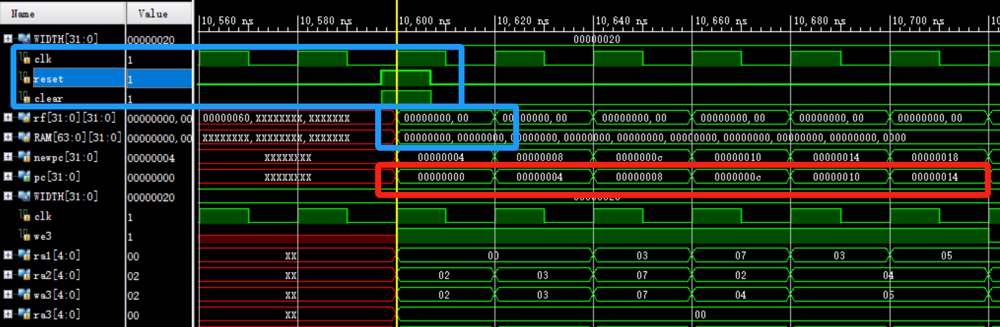 Name Value 10,560 ns 10,580 ns 10,600 ns 10,620 ns 10,640 ns 10,660 ns 10,680 ns 10,700 ns 10
WIDTH[31:0] 00000020 00000020
clk 1
reset 1
clear 1
rf[31:0][31:0] 00000000,00 00000060,XXXXXXXX,XXXXXXX 00000000,00 00000000,00 00000000,00 00000000,00 00000000,00 00000000,00
RAM[63:0][31:0] 00000000,00 XXXXXXXX,XXXXXXXX,XXXXXXX 00000000,00000000,00000000,00000000,00000000,00000000,00000000,00000000,00000000,0000
newpc[31:0] 00000004 XXXXXXXX 00000004 00000008 0000000c 00000010 00000014 00000018
pc[31:0] 00000000 XXXXXXXX 00000000 00000004 00000008 0000000c 00000010 00000014
WIDTH[31:0] 00000020 00000020
clk 1
we3 1
ra1[4:0] 00 XX 00 03 07 03 05
ra2[4:0] 02 XX 02 03 07 02 04
wa3[4:0] 02 XX 02 03 07 04 05
ra3[4:0] 00 XX 00